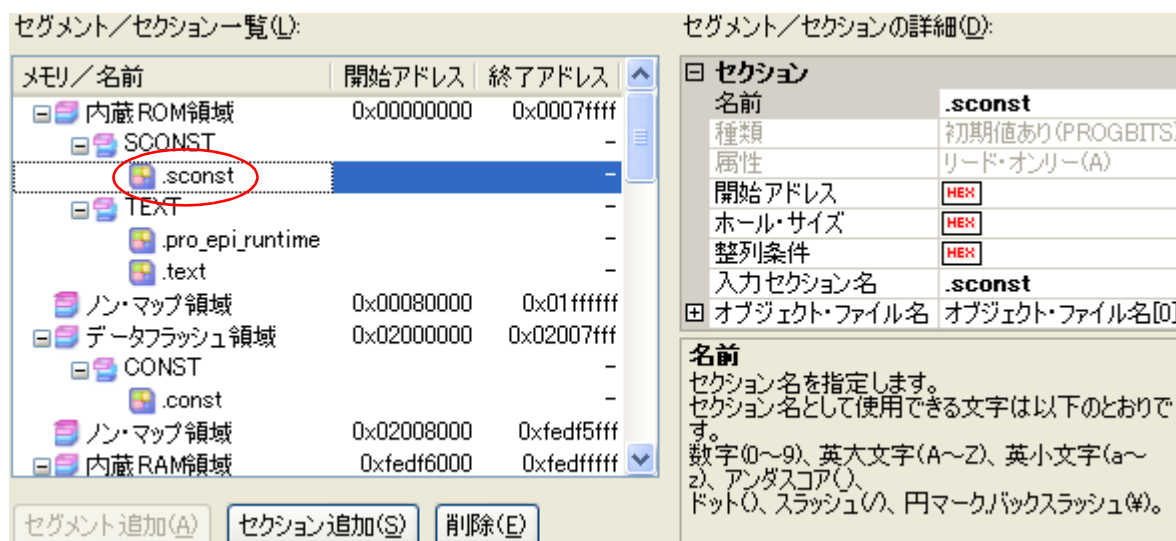 セグメント／セクション一覧(L):
メモリ／名前 開始アドレス 終了アドレス
内蔵ROM領域 0x00000000 0x0007ffff
SCONST -
.sconst -
TEXT -
.pro_epi_runtime -
.text -
ノン・マップ領域 0x00080000 0x01ffffff
データフラッシュ領域 0x02000000 0x02007fff
CONST -
.const -
ノン・マップ領域 0x02008000 0xfedf5fff
内蔵RAM領域 0xfedf6000 0xfedfffff
セグメント追加(A) セクション追加(S) 削除(E)
セグメント／セクションの詳細(D):
セクション
名前 .sconst
種類 初期値あり(PROGBITS)
属性 リード・オンリー(A)
開始アドレス HEX
ホール・サイズ HEX
整列条件 HEX
入力セクション名 .sconst
オブジェクト・ファイル名 オブジェクト・ファイル名[0]
名前
セクション名を指定します。
セクション名として使用できる文字は以下のとおりで
す。
数字(0～9)、英大文字(A～Z)、英小文字(a～
z)、アンダスコア(_)、
ドット(.)、スラッシュ(/)、円マーク,バックスラッシュ(¥)。